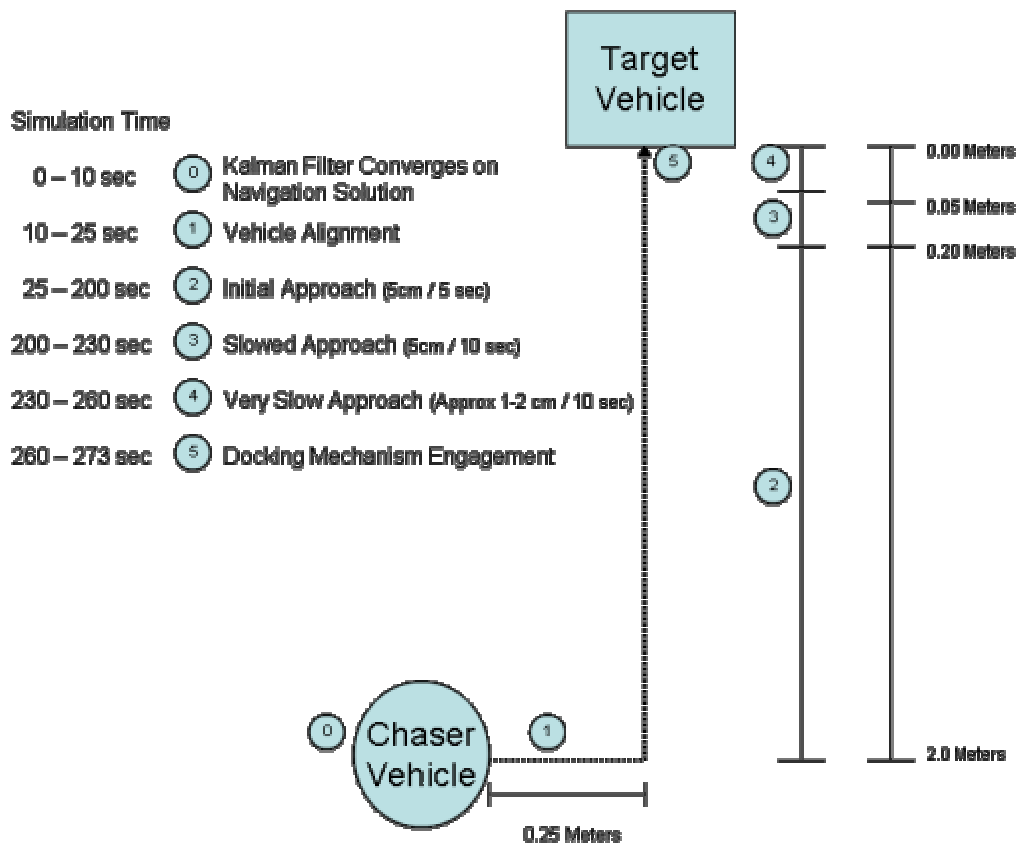 Target
Vehicle
Simulation Time
0 – 10 sec 0 Kalman Filter Converges on
Navigation Solution
10 – 25 sec 1 Vehicle Alignment
25 – 200 sec 2 Initial Approach (5cm / 5 sec)
200 – 230 sec 3 Slowed Approach (5cm / 10 sec)
230 – 260 sec 4 Very Slow Approach (Approx 1-2 cm / 10 sec)
260 – 273 sec 5 Docking Mechanism Engagement
5
4
3
2
0.00 Meters
0.05 Meters
0.20 Meters
2.0 Meters
0
Chaser
Vehicle
1
0.25 Meters